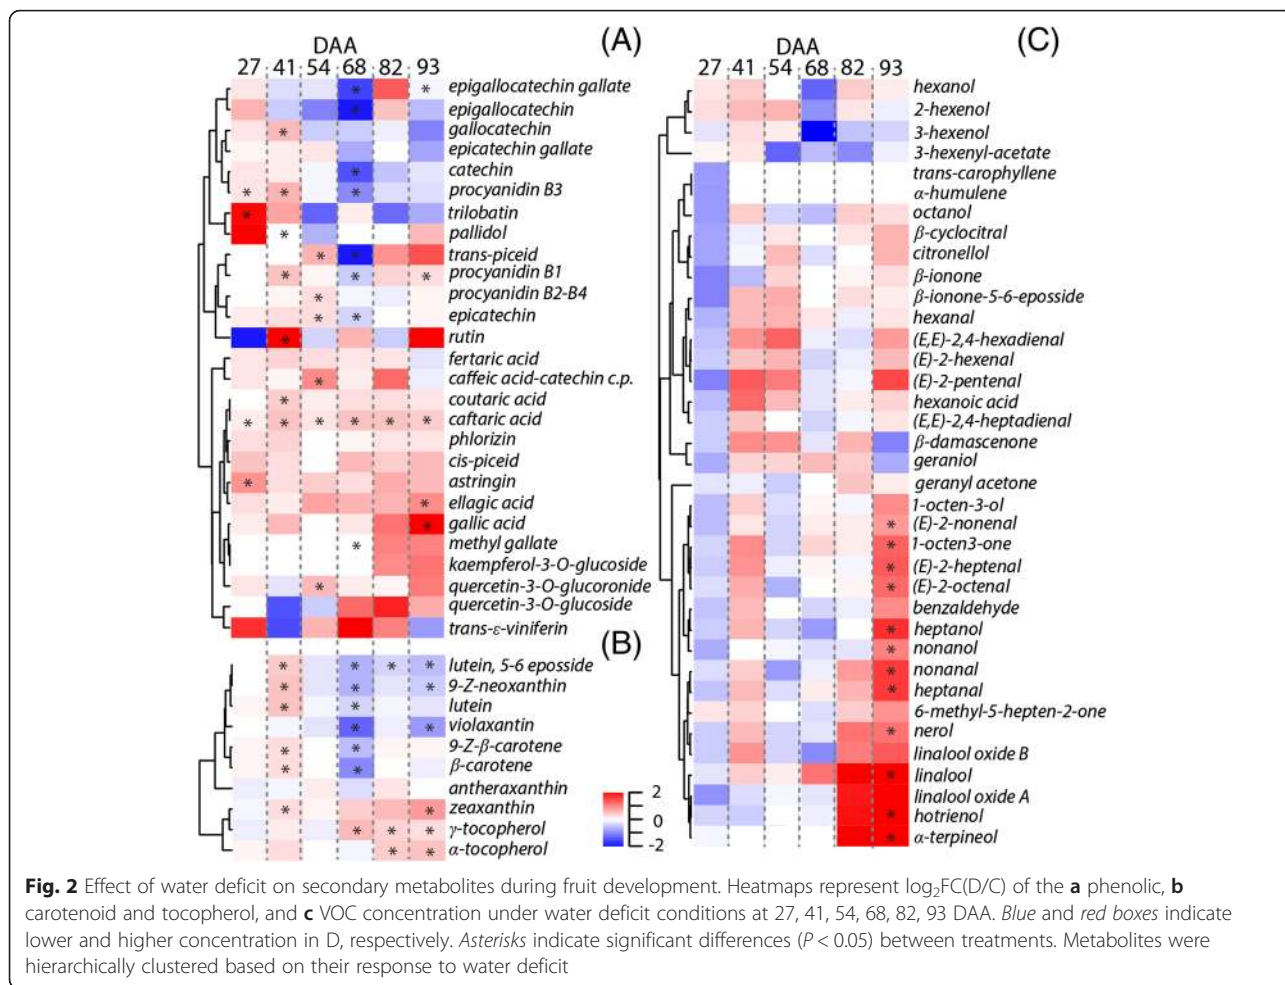 (A)
DAA
27 41 54 68 82 93
epigallocatechin gallate
epigallocatechin
gallocatechin
epicatechin gallate
catechin
procyanidin B3
trilobatin
pallidol
trans-piceid
procyanidin B1
procyanidin B2-B4
epicatechin
rutin
fertaric acid
caffeic acid-catechin c.p.
coutaric acid
caftaric acid
phlorizin
cis-piceid
astringin
ellagic acid
gallic acid
methyl gallate
kaempferol-3-O-glucoside
quercetin-3-O-glucoronide
quercetin-3-O-glucoside
trans-ε-viniferin
(B)
lutein, 5-6 eposside
9-Z-neoxanthin
lutein
violaxantin
9-Z-β-carotene
β-carotene
antheraxanthin
zeaxanthin
γ-tocopherol
α-tocopherol
2
0
-2
(C)
DAA
27 41 54 68 82 93
hexanol
2-hexenol
3-hexenol
3-hexenyl-acetate
trans-carophyllene
α-humulene
octanol
β-cyclocitral
citronellol
β-ionone
β-ionone-5-6-eposside
hexanal
(E,E)-2,4-hexadienal
(E)-2-hexenal
(E)-2-pentenal
hexanoic acid
(E,E)-2,4-heptadienal
β-damascenone
geraniol
geranyl acetone
1-octen-3-ol
(E)-2-nonenal
1-octen3-one
(E)-2-heptenal
(E)-2-octenal
benzaldehyde
heptanol
nonanol
nonanal
heptanal
6-methyl-5-hepten-2-one
nerol
linalool oxide B
linalool
linalool oxide A
hotrienol
α-terpineol
Fig. 2 Effect of water deficit on secondary metabolites during fruit development. Heatmaps represent log₂FC(D/C) of the a phenolic, b
carotenoid and tocopherol, and c VOC concentration under water deficit conditions at 27, 41, 54, 68, 82, 93 DAA. Blue and red boxes indicate
lower and higher concentration in D, respectively. Asterisks indicate significant differences (P < 0.05) between treatments. Metabolites were
hierarchically clustered based on their response to water deficit